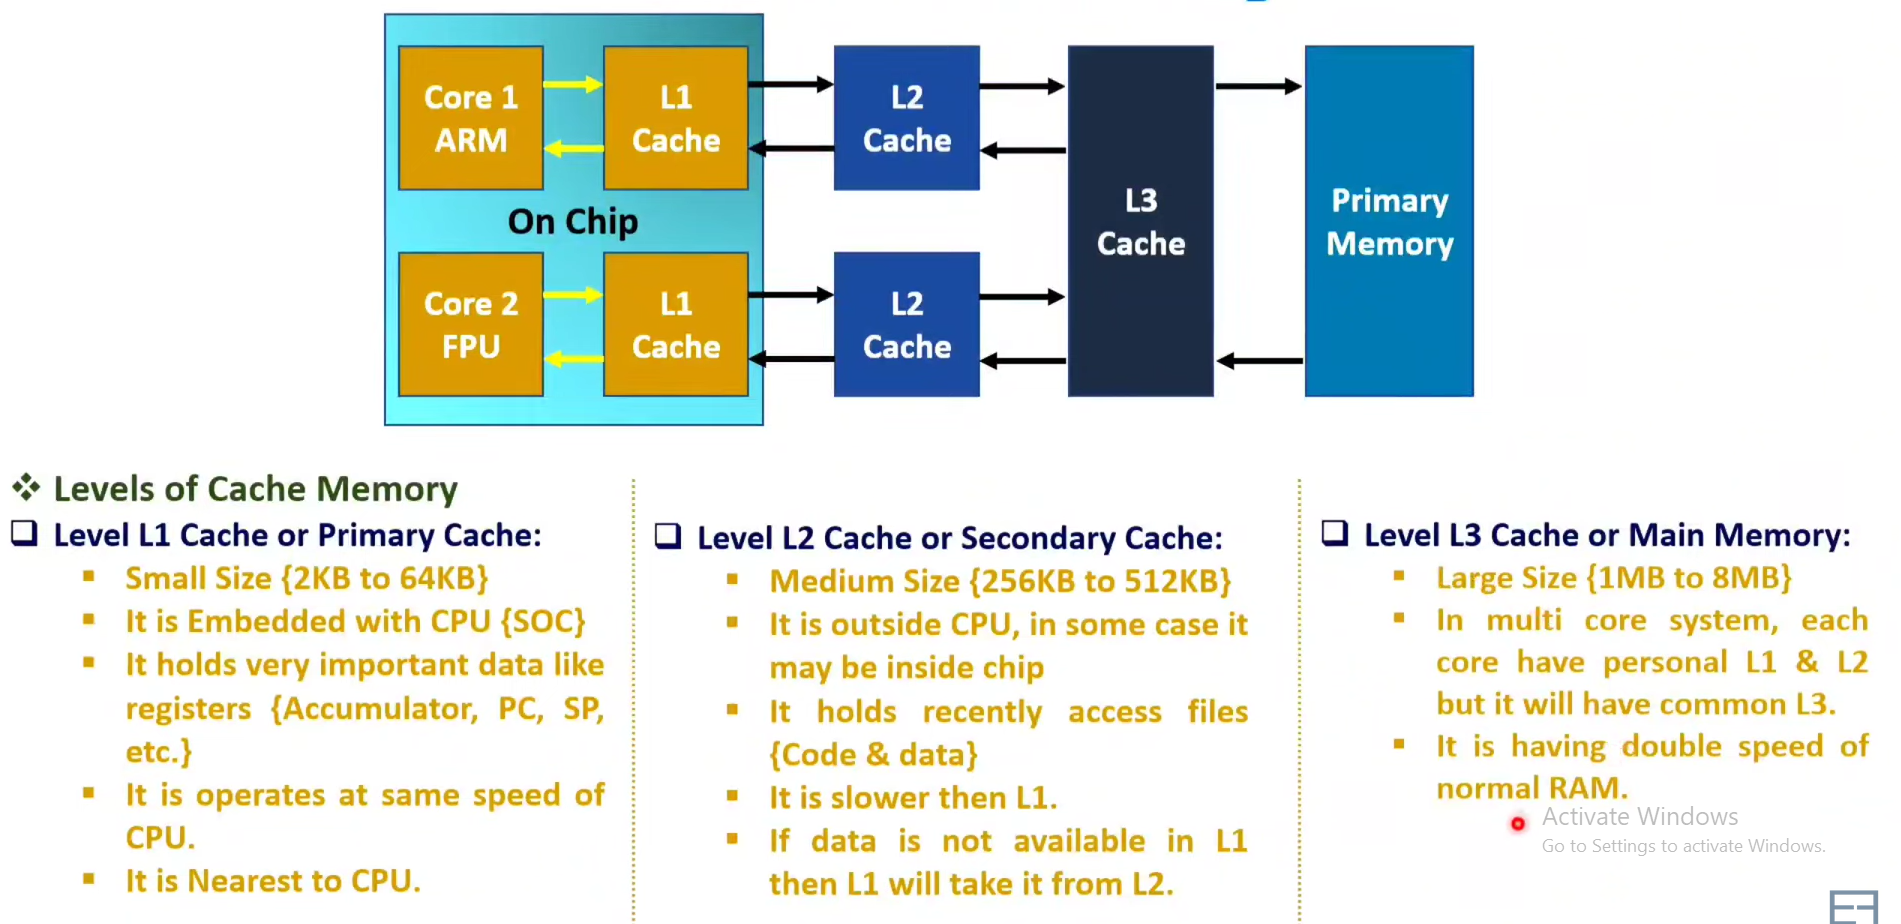 Core 1
ARM
L1
Cache
L2
Cache
L3
Cache
Primary
Memory
On Chip
Core 2
FPU
L1
Cache
L2
Cache
❖ Levels of Cache Memory
❑ Level L1 Cache or Primary Cache:
▪ Small Size {2KB to 64KB}
▪ It is Embedded with CPU {SOC}
▪ It holds very important data like
registers {Accumulator, PC, SP,
etc.}
▪ It is operates at same speed of
CPU.
▪ It is Nearest to CPU.
❑ Level L2 Cache or Secondary Cache:
▪ Medium Size {256KB to 512KB}
▪ It is outside CPU, in some case it
may be inside chip
▪ It holds recently access files
{Code & data}
▪ It is slower then L1.
▪ If data is not available in L1
then L1 will take it from L2.
❑ Level L3 Cache or Main Memory:
▪ Large Size {1MB to 8MB}
▪ In multi core system, each
core have personal L1 & L2
but it will have common L3.
▪ It is having double speed of
normal RAM.
Activate Windows
Go to Settings to activate Windows.